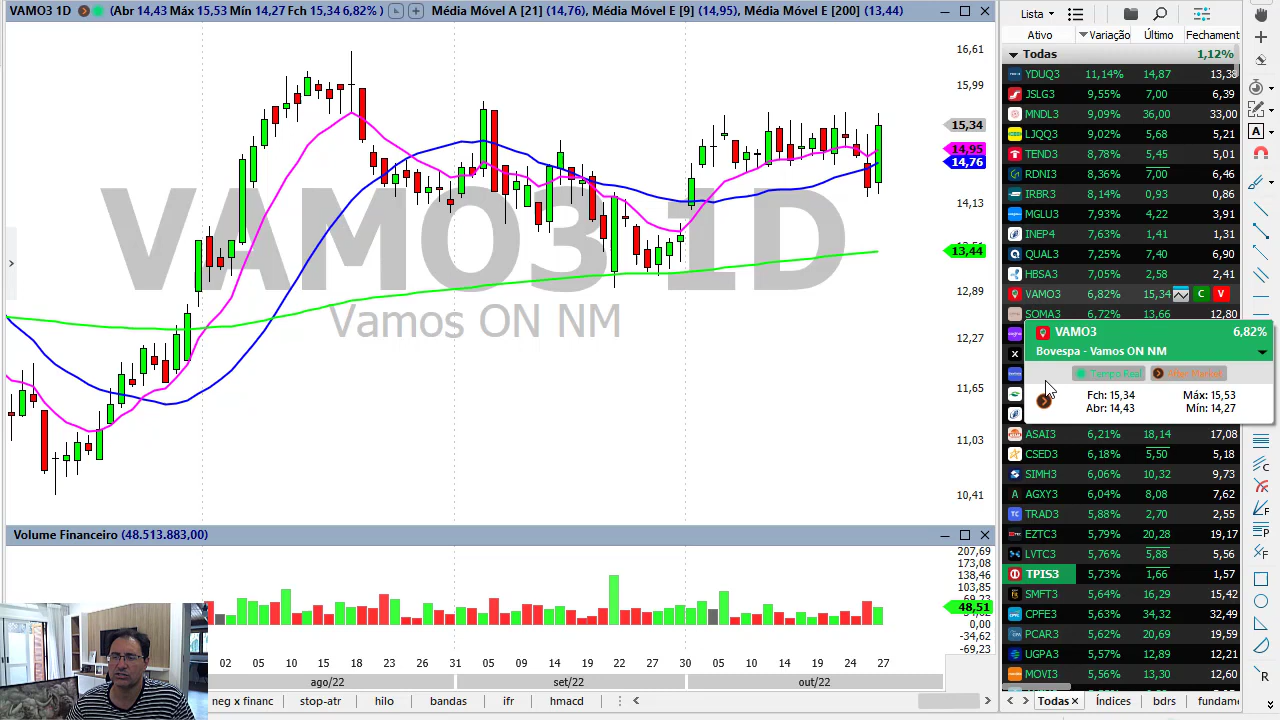 VAMO3 1D (Abr 14,43 Máx 15,53 Mín 14,27 Fch 15,34 6,82%) Média Móvel A [21] (14,76), Média Móvel E [9] (14,95), Média Móvel E [200] (13,44)
VAMO3 1D
Vamos ON NM
16,61
15,99
15,34
14,95
14,76
14,13
13,44
12,89
12,27
11,65
11,03
10,41
Volume Financeiro (48.513.883,00)
207,69
173,08
138,46
103,85
69,23
48,51
0,00
-34,62
-69,23
02 05 10 16 19 24 26 31 05 09 14 19 22 27 30 05 10 14 19 24 27
ago/22 set/22 out/22
neg x financ stop-atr hilo bandas ifr hmacd
Lista
Ativo Variação Último Fechament
Todas 1,12%
YDUQ3 11,14% 14,87 13,38
JSLG3 9,55% 7,00 6,39
MNDL3 9,09% 36,00 33,00
LJQQ3 9,02% 5,68 5,21
TEND3 8,78% 5,45 5,01
RDNI3 8,36% 7,00 6,46
IRBR3 8,14% 0,93 0,86
MGLU3 7,93% 4,22 3,91
INEP4 7,63% 1,41 1,31
QUAL3 7,25% 7,40 6,90
HBSA3 7,05% 2,58 2,41
VAMO3 6,82% 15,34 C V
SOMA3 6,72% 13,66 12,80
VAMO3 6,82%
Bovespa - Vamos ON NM
Tempo Real After Market
Fch: 15,34 Máx: 15,53
Abr: 14,43 Mín: 14,27
ASAI3 6,21% 18,14 17,08
CSED3 6,18% 5,50 5,18
SIMH3 6,06% 10,32 9,73
AGXY3 6,04% 8,08 7,62
TRAD3 5,88% 2,70 2,55
EZTC3 5,79% 20,28 19,17
LVTC3 5,76% 5,88 5,56
TPIS3 5,73% 1,66 1,57
SMFT3 5,64% 16,29 15,42
CPFE3 5,63% 34,32 32,49
PCAR3 5,62% 20,69 19,59
UGPA3 5,57% 12,89 12,21
MOVI3 5,56% 13,30 12,60
Todas Índices bdrs fundame